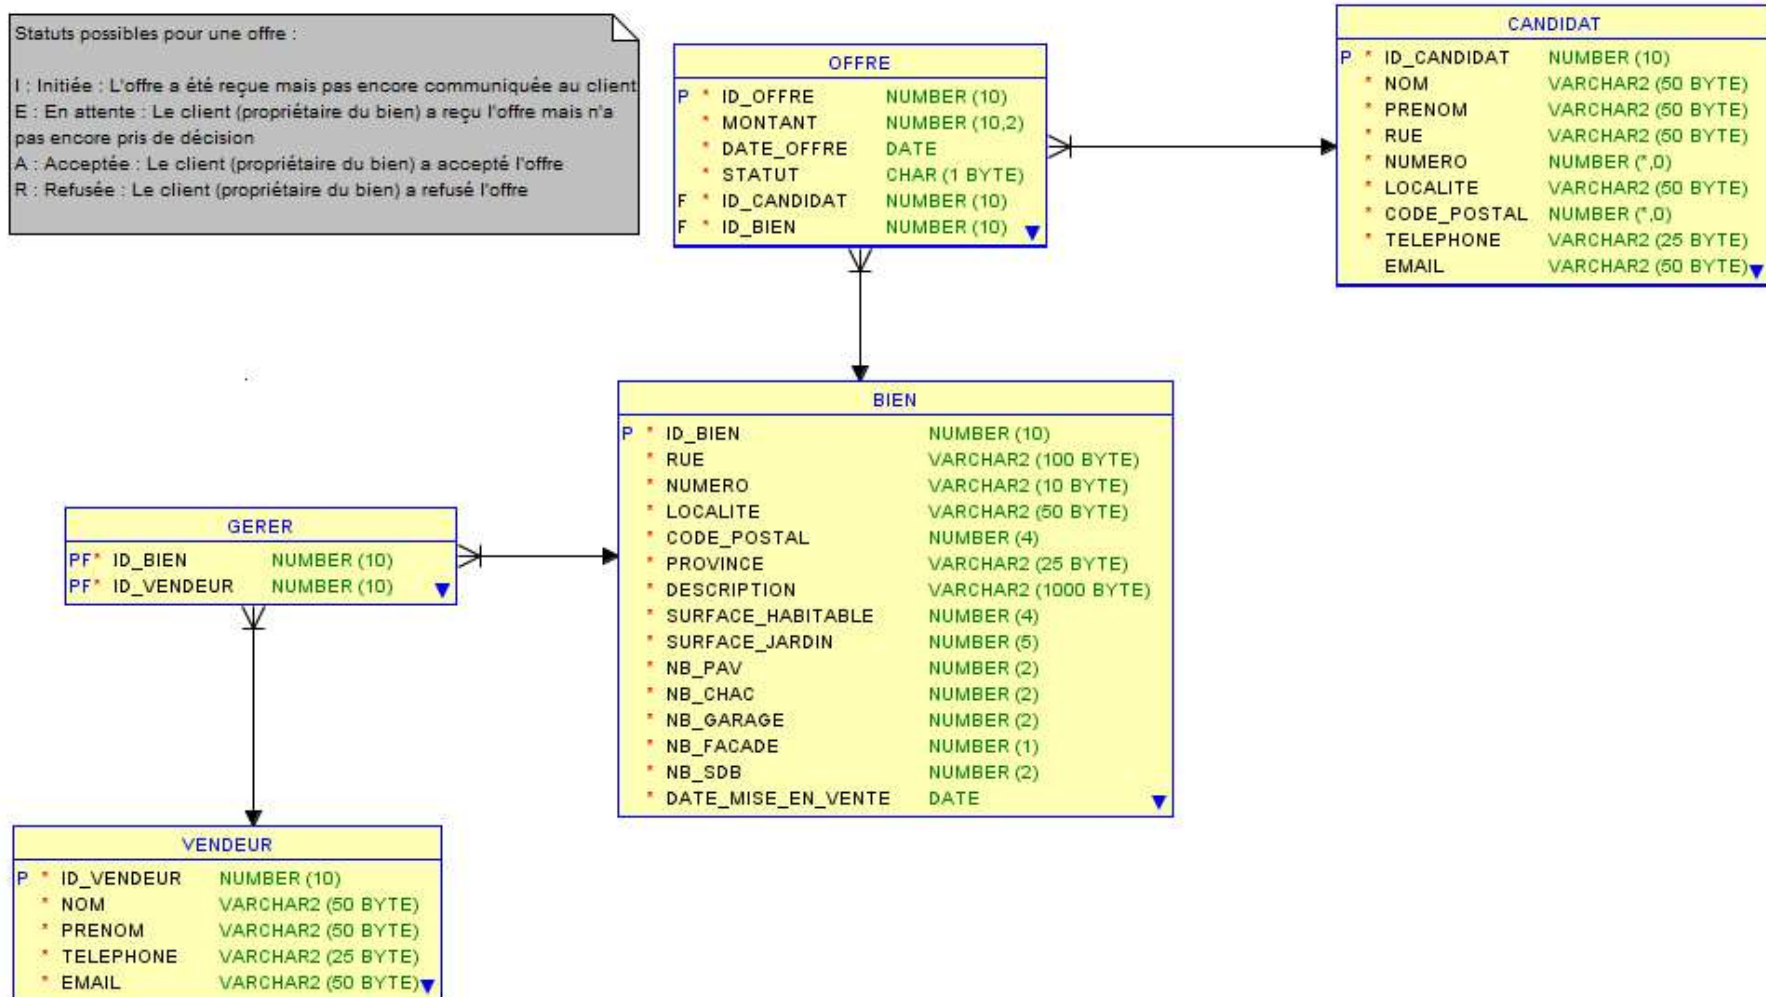 Statuts possibles pour une offre :
I : Initiée : L'offre a été reçue mais pas encore communiquée au client
E : En attente : Le client (propriétaire du bien) a reçu l'offre mais n'a
pas encore pris de décision
A : Acceptée : Le client (propriétaire du bien) a accepté l'offre
R : Refusée : Le client (propriétaire du bien) a refusé l'offre
OFFRE
P * ID_OFFRE NUMBER (10)
* MONTANT NUMBER (10,2)
* DATE_OFFRE DATE
* STATUT CHAR (1 BYTE)
F * ID_CANDIDAT NUMBER (10)
F * ID_BIEN NUMBER (10)
CANDIDAT
P * ID_CANDIDAT NUMBER (10)
* NOM VARCHAR2 (50 BYTE)
* PRENOM VARCHAR2 (50 BYTE)
* RUE VARCHAR2 (50 BYTE)
* NUMERO NUMBER (*,0)
* LOCALITE VARCHAR2 (50 BYTE)
* CODE_POSTAL NUMBER (*,0)
* TELEPHONE VARCHAR2 (25 BYTE)
EMAIL VARCHAR2 (50 BYTE)
BIEN
P * ID_BIEN NUMBER (10)
* RUE VARCHAR2 (100 BYTE)
* NUMERO VARCHAR2 (10 BYTE)
* LOCALITE VARCHAR2 (50 BYTE)
* CODE_POSTAL NUMBER (4)
* PROVINCE VARCHAR2 (25 BYTE)
* DESCRIPTION VARCHAR2 (1000 BYTE)
* SURFACE_HABITABLE NUMBER (4)
* SURFACE_JARDIN NUMBER (5)
* NB_PAV NUMBER (2)
* NB_CHAC NUMBER (2)
* NB_GARAGE NUMBER (2)
* NB_FACADE NUMBER (1)
* NB_SDB NUMBER (2)
* DATE_MISE_EN_VENTE DATE
GERER
PF* ID_BIEN NUMBER (10)
PF* ID_VENDEUR NUMBER (10)
VENDEUR
P * ID_VENDEUR NUMBER (10)
* NOM VARCHAR2 (50 BYTE)
* PRENOM VARCHAR2 (50 BYTE)
* TELEPHONE VARCHAR2 (25 BYTE)
* EMAIL VARCHAR2 (50 BYTE)